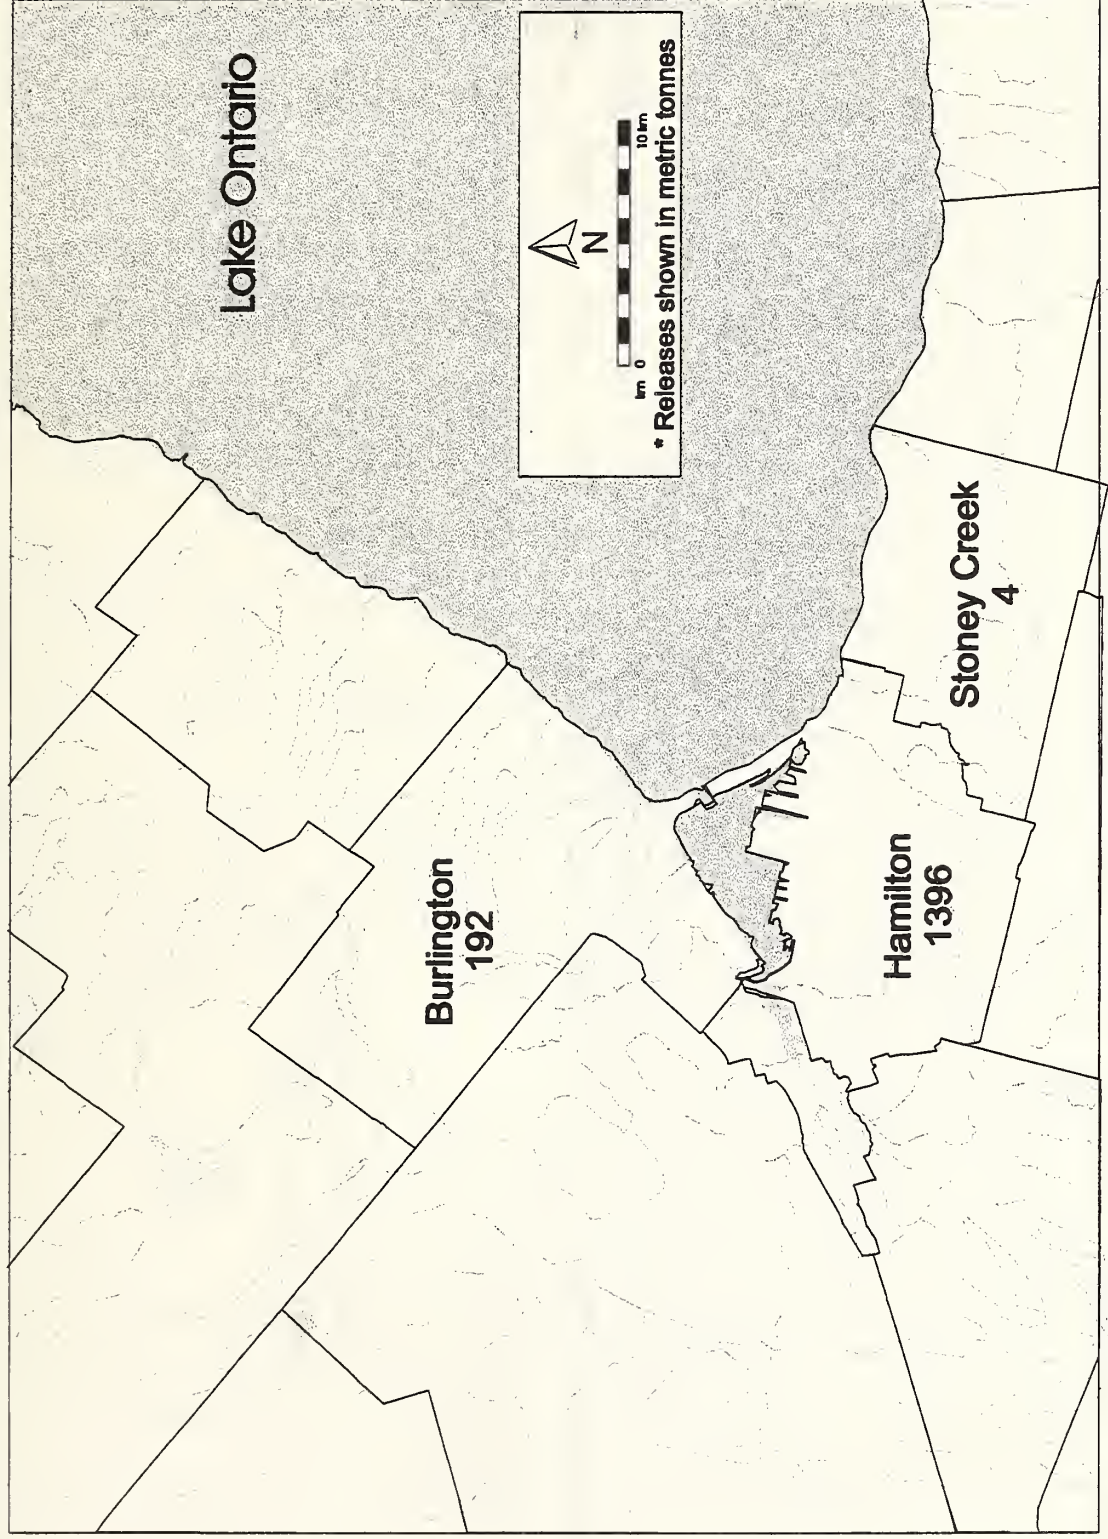 Lake Ontario
N
km 0
10 km
* Releases shown in metric tonnes
Burlington
192
Hamilton
1396
Stoney Creek
4